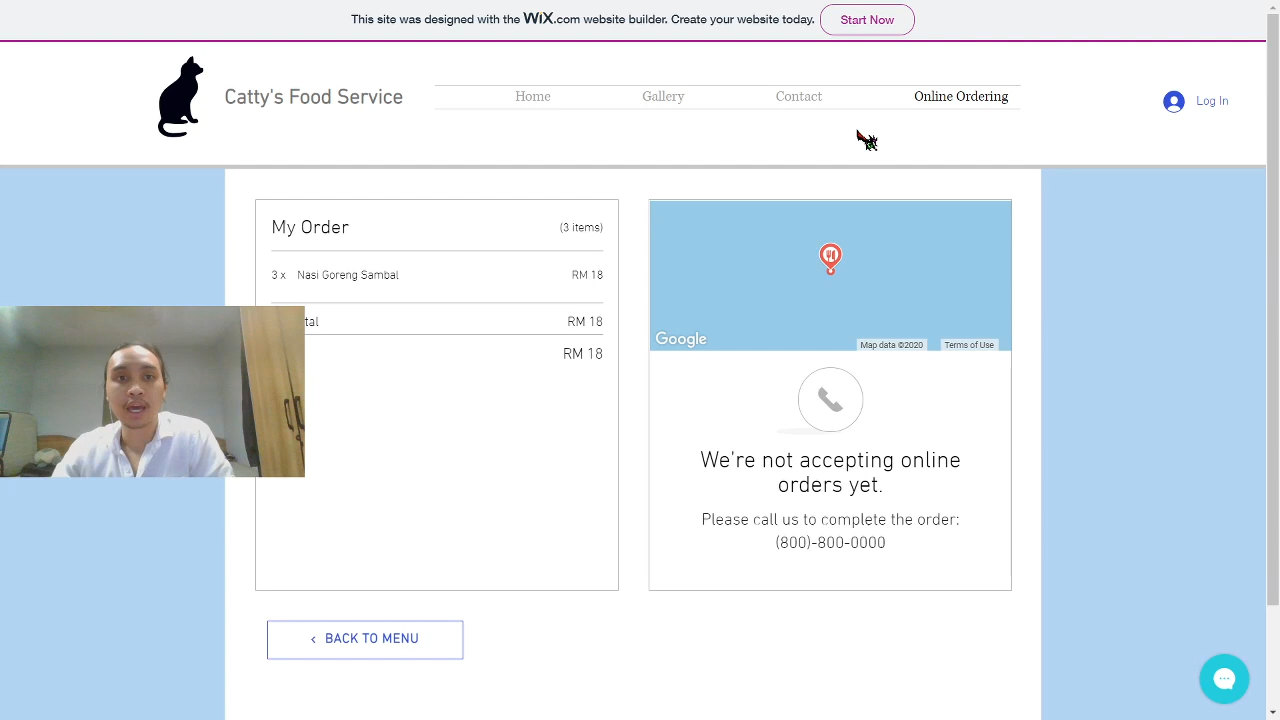 This site was designed with the WiX.com website builder. Create your website today. Start Now
Catty's Food Service
Home Gallery Contact Online Ordering
Log In
My Order (3 items)
3 x Nasi Goreng Sambal RM 18
tal RM 18
RM 18
Google Map data ©2020 Terms of Use
We're not accepting online
orders yet.
Please call us to complete the order:
(800)-800-0000
< BACK TO MENU